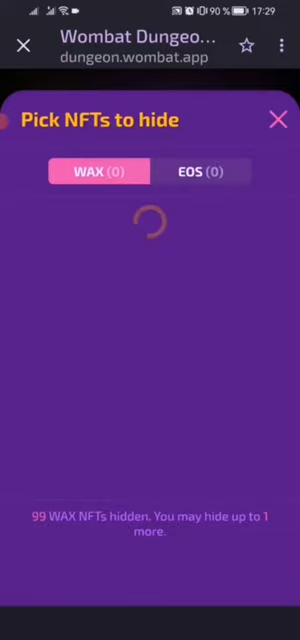 90 % 17:29
Wombat Dungeo...
dungeon.wombat.app
Pick NFTs to hide
WAX (0) EOS (0)
99 WAX NFTs hidden. You may hide up to 1
more.